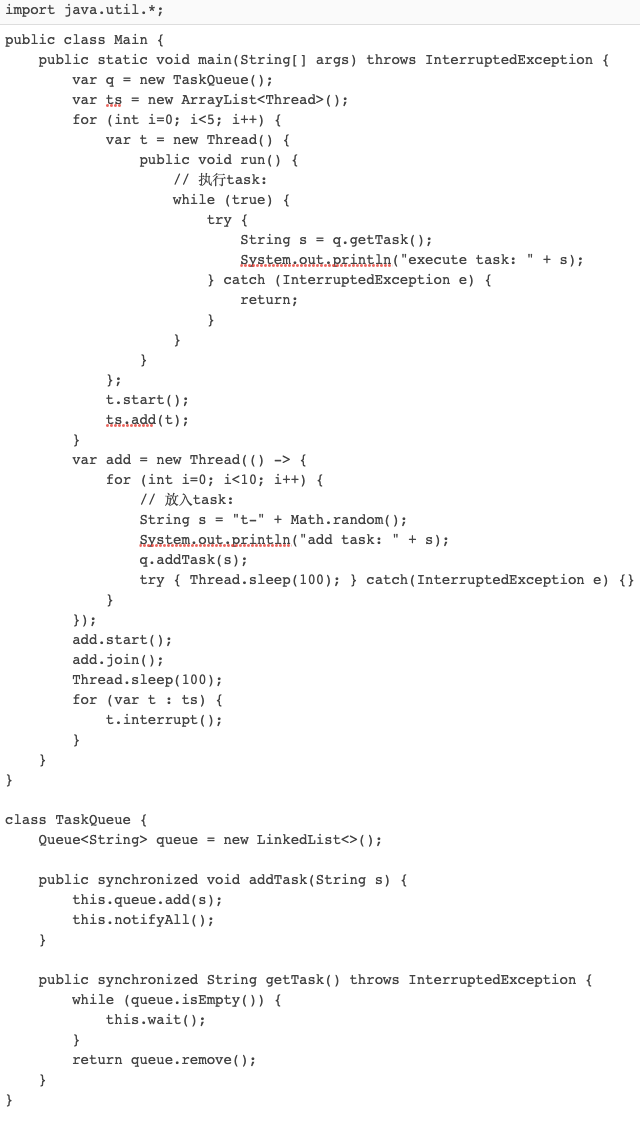 import java.util.*;
public class Main {
    public static void main(String[] args) throws InterruptedException {
        var q = new TaskQueue();
        var ts = new ArrayList<Thread>();
        for (int i=0; i<5; i++) {
            var t = new Thread() {
                public void run() {
                    // 执行task:
                    while (true) {
                        try {
                            String s = q.getTask();
                            System.out.println("execute task: " + s);
                        } catch (InterruptedException e) {
                            return;
                        }
                    }
                }
            };
            t.start();
            ts.add(t);
        }
        var add = new Thread(() -> {
            for (int i=0; i<10; i++) {
                // 放入task:
                String s = "t-" + Math.random();
                System.out.println("add task: " + s);
                q.addTask(s);
                try { Thread.sleep(100); } catch(InterruptedException e) {}
            }
        });
        add.start();
        add.join();
        Thread.sleep(100);
        for (var t : ts) {
            t.interrupt();
        }
    }
}

class TaskQueue {
    Queue<String> queue = new LinkedList<>();

    public synchronized void addTask(String s) {
        this.queue.add(s);
        this.notifyAll();
    }

    public synchronized String getTask() throws InterruptedException {
        while (queue.isEmpty()) {
            this.wait();
        }
        return queue.remove();
    }
}